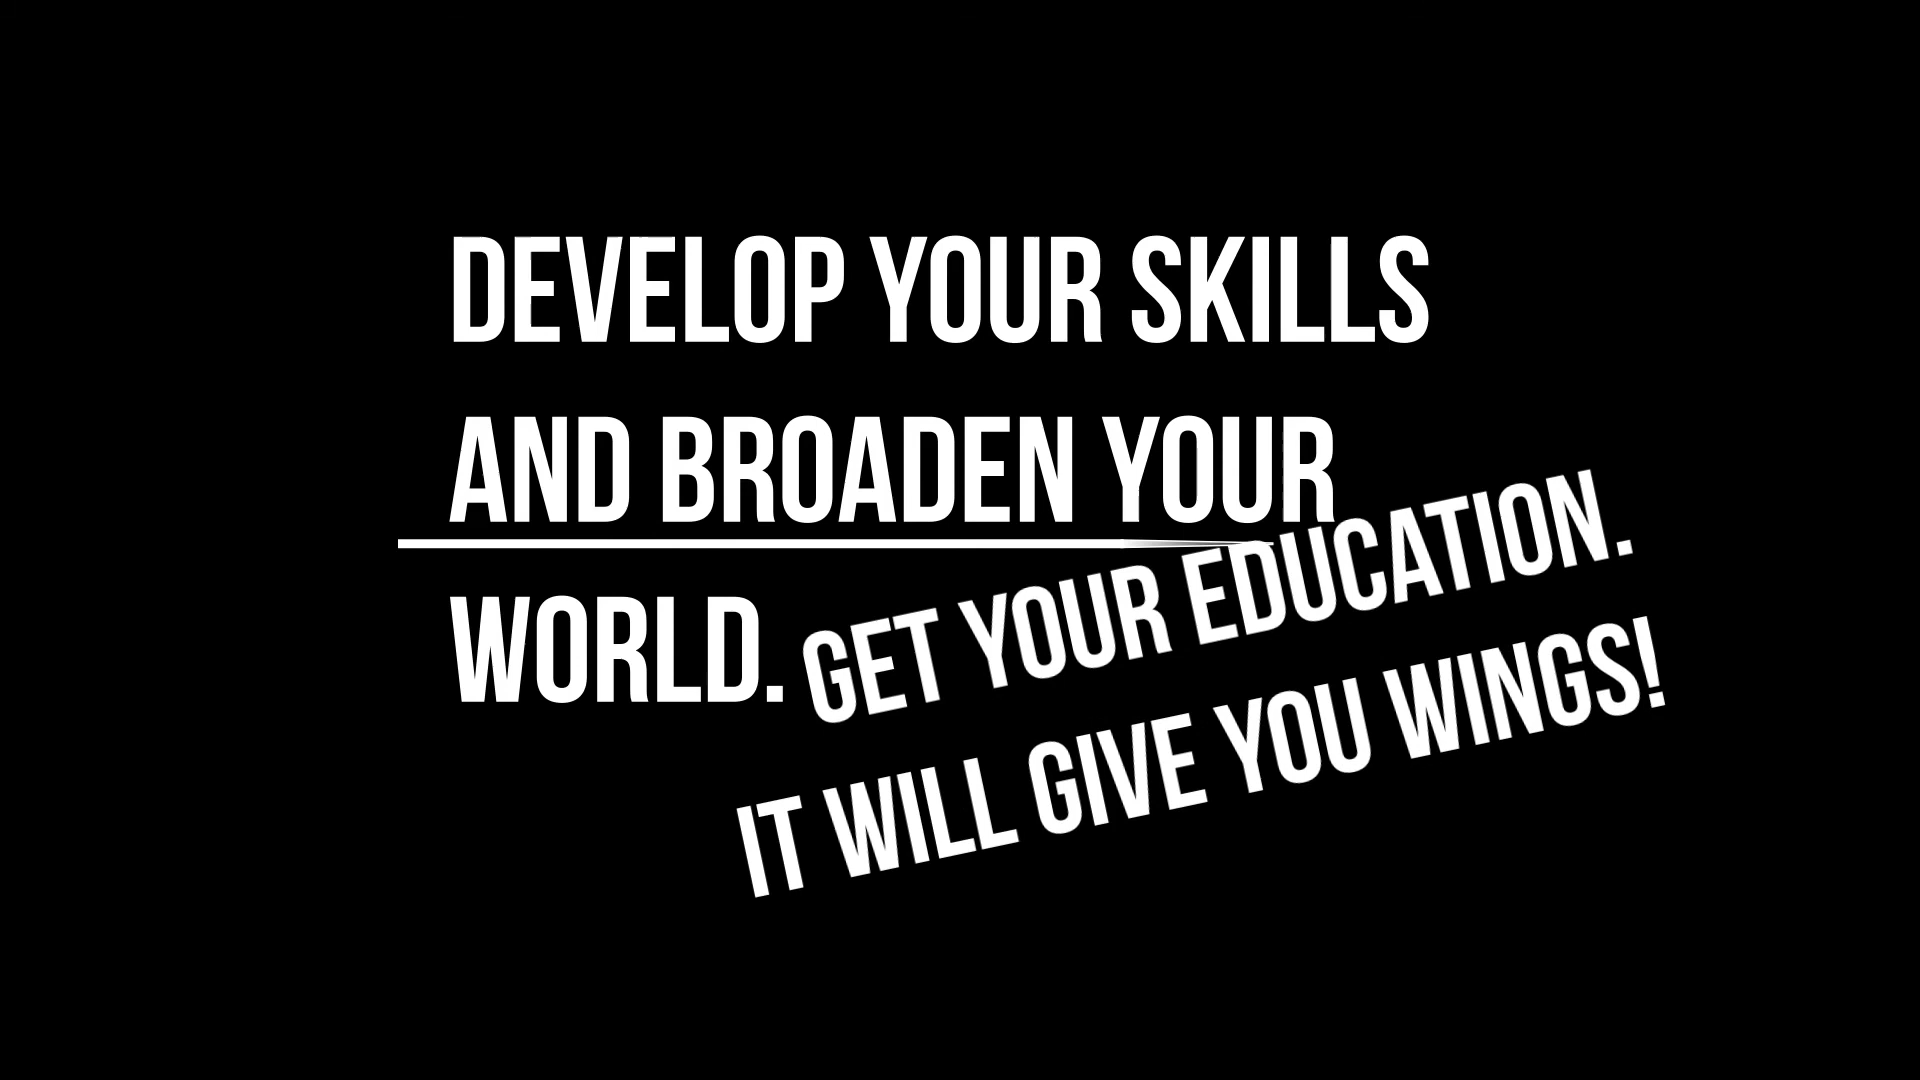 DEVELOP YOUR SKILLS
AND BROADEN YOUR
WORLD.
GET YOUR EDUCATION.
IT WILL GIVE YOU WINGS!